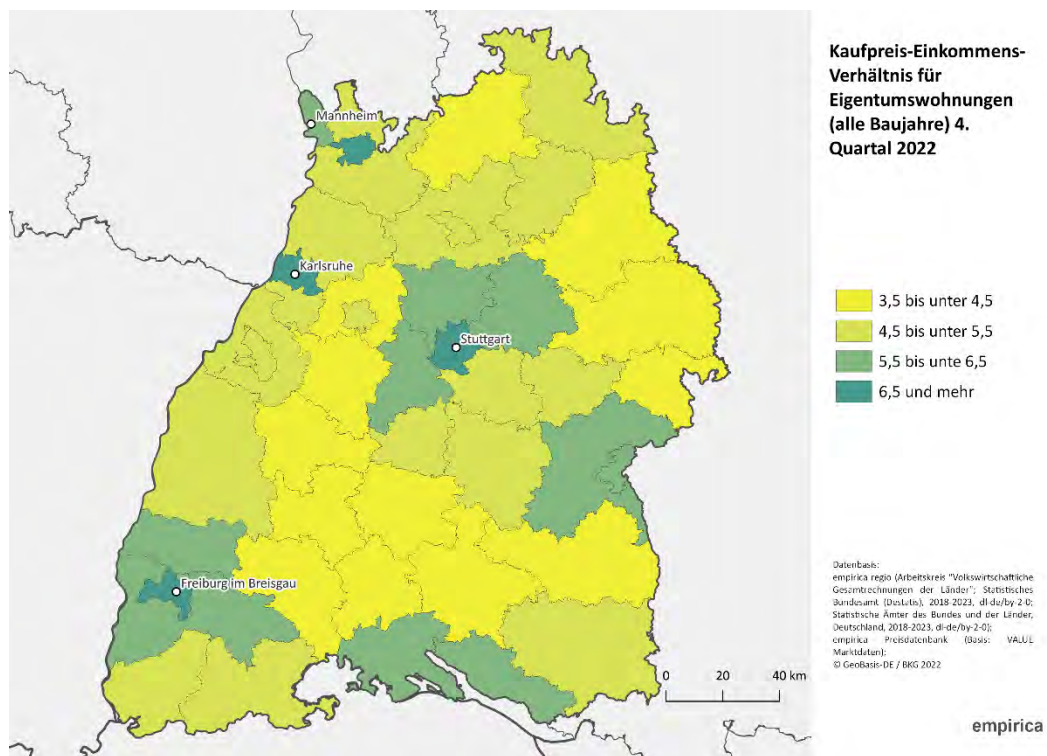 Kaufpreis-Einkommens-
Verhältnis für
Eigentumswohnungen
(alle Baujahre) 4.
Quartal 2022
Mannheim
Karlsruhe
Stuttgart
Freiburg im Breisgau
3,5 bis unter 4,5
4,5 bis unter 5,5
5,5 bis unte 6,5
6,5 und mehr
Datenbasis:
empirica regio (Arbeitskreis "Volkswirtschaftliche
Gesamtrechnungen der Länder"; Statistisches
Bundesamt (Destatis), 2018-2023, dl-de/by-2-0;
Statistische Ämter des Bundes und der Länder,
Deutschland, 2018-2023, dl-de/by-2-0);
empirica Preisdatenbank (Basis: VALUE
Marktdaten);
© GeoBasis-DE / BKG 2022
0 20 40 km
empirica